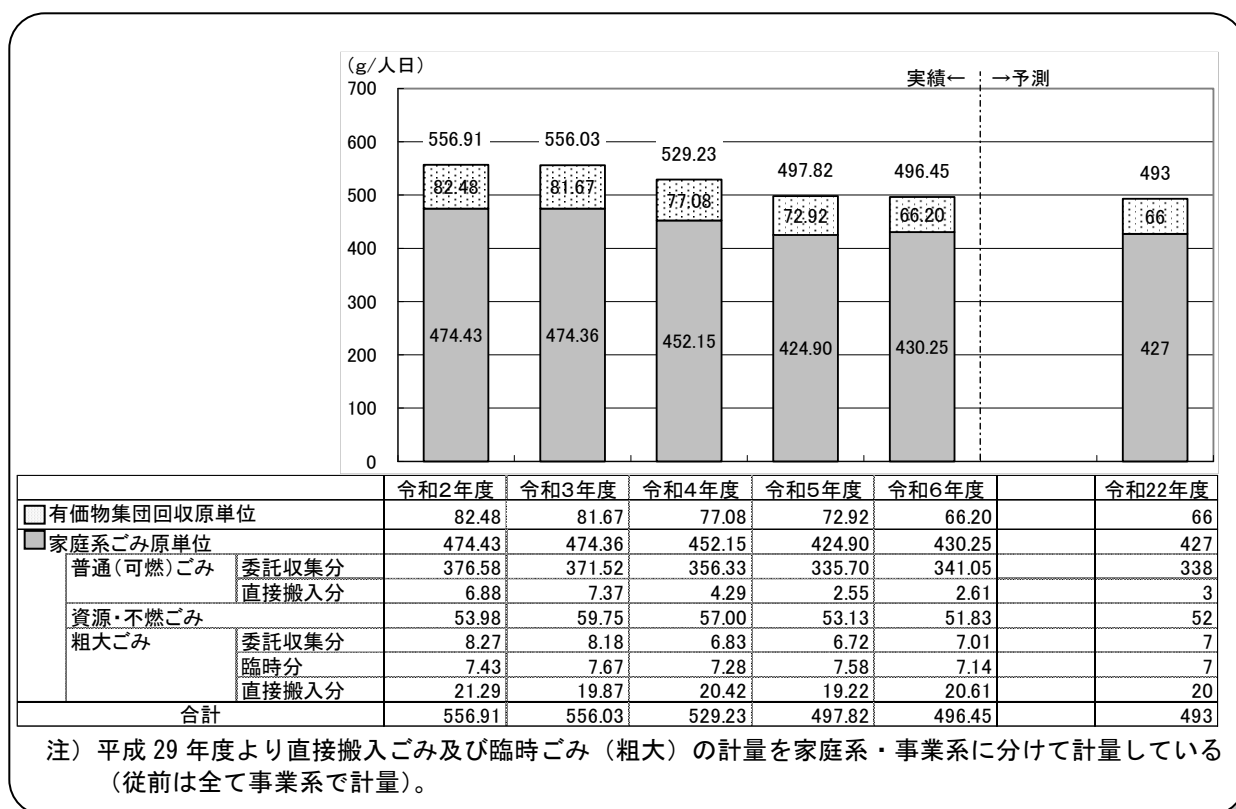 (g/人日)
実績← →予測
700
600
500
400
300
200
100
0
556.91 556.03 529.23 497.82 496.45 493
82.48 81.67 77.08 72.92 66.20 66
474.43 474.36 452.15 424.90 430.25 427
令和2年度 令和3年度 令和4年度 令和5年度 令和6年度 令和22年度
有価物集団回収原単位 82.48 81.67 77.08 72.92 66.20 66
家庭系ごみ原単位 474.43 474.36 452.15 424.90 430.25 427
普通(可燃)ごみ 委託収集分 376.58 371.52 356.33 335.70 341.05 338
直接搬入分 6.88 7.37 4.29 2.55 2.61 3
資源・不燃ごみ 53.98 59.75 57.00 53.13 51.83 52
粗大ごみ 委託収集分 8.27 8.18 6.83 6.72 7.01 7
臨時分 7.43 7.67 7.28 7.58 7.14 7
直接搬入分 21.29 19.87 20.42 19.22 20.61 20
合計 556.91 556.03 529.23 497.82 496.45 493
注）平成 29 年度より直接搬入ごみ及び臨時ごみ（粗大）の計量を家庭系・事業系に分けて計量している
（従前は全て事業系で計量）。